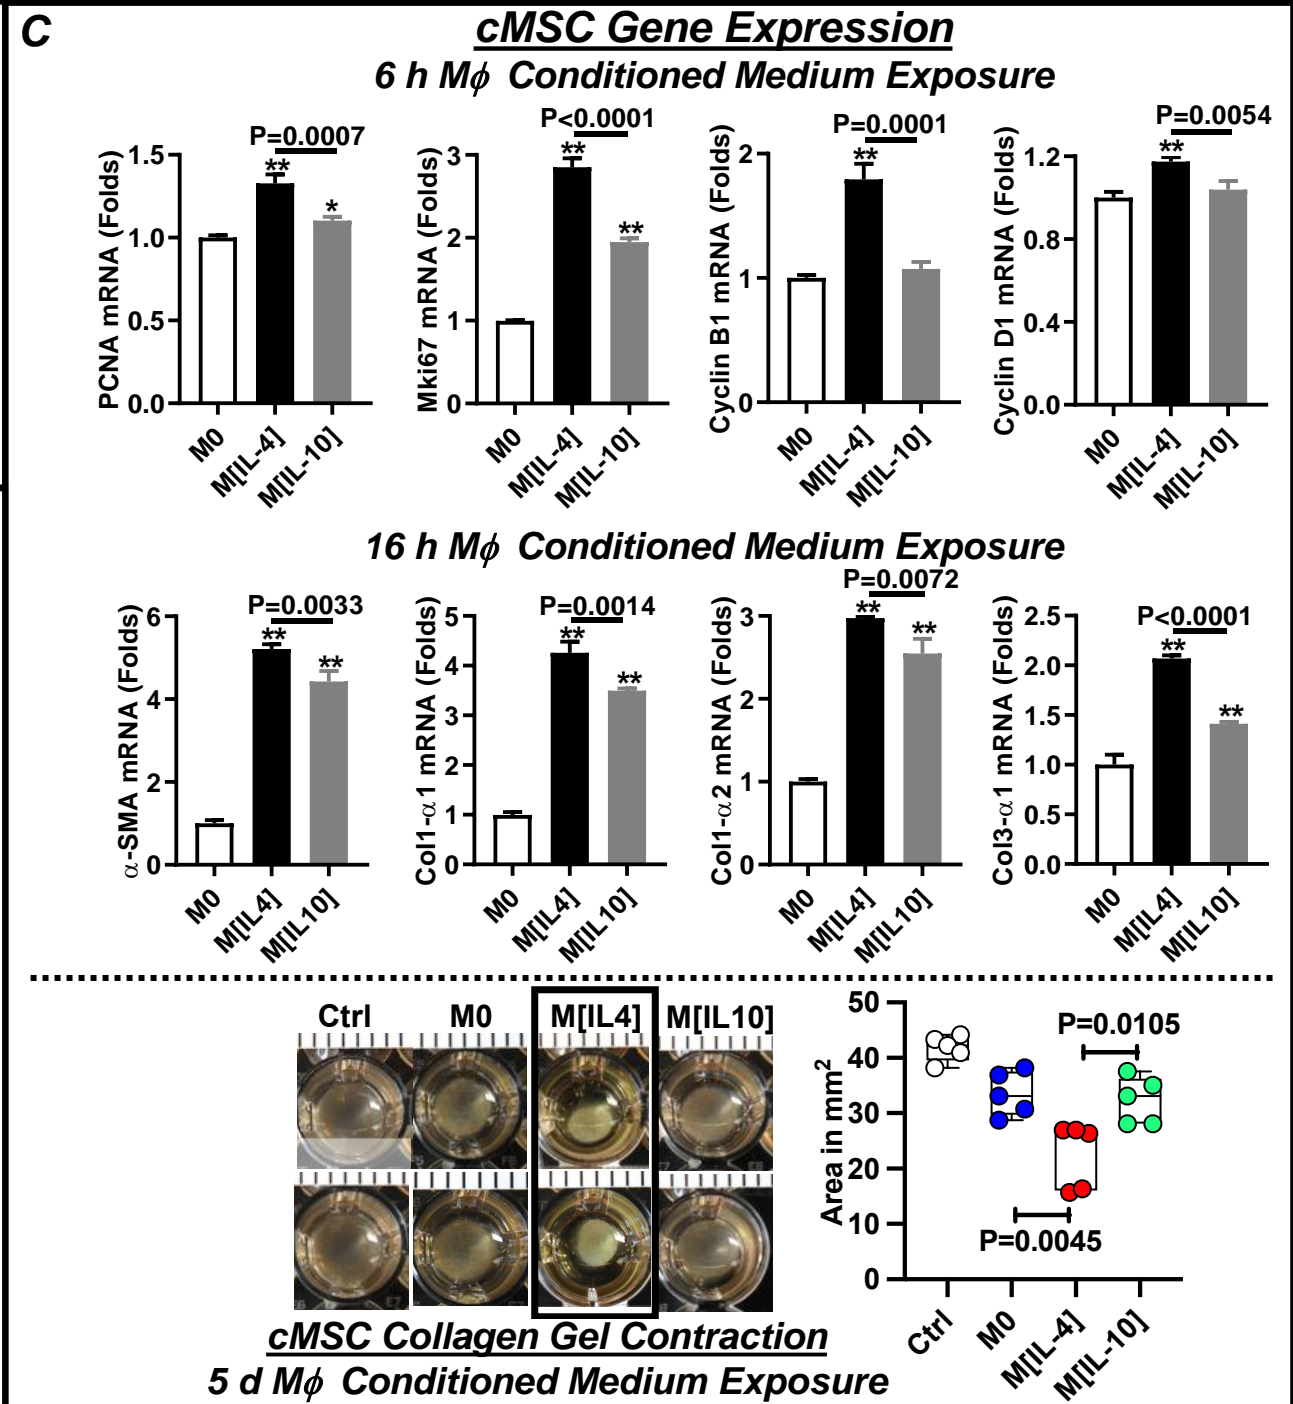 C
cMSC Gene Expression
6 h Mϕ Conditioned Medium Exposure
PCNA mRNA (Folds)
1.5
1.0
0.5
0.0
P=0.0007
**
*
M0
M[IL-4]
M[IL-10]
Mki67 mRNA (Folds)
3
2
1
0
P<0.0001
**
**
M0
M[IL-4]
M[IL-10]
Cyclin B1 mRNA (Folds)
2
1
0
P=0.0001
**
M0
M[IL-4]
M[IL-10]
Cyclin D1 mRNA (Folds)
1.2
0.8
0.4
0.0
P=0.0054
**
M0
M[IL-4]
M[IL-10]
16 h Mϕ Conditioned Medium Exposure
α-SMA mRNA (Folds)
6
4
2
0
P=0.0033
**
**
M0
M[IL4]
M[IL10]
Col1-α1 mRNA (Folds)
5
4
3
2
1
0
P=0.0014
**
**
M0
M[IL4]
M[IL10]
Col1-α2 mRNA (Folds)
3
2
1
0
P=0.0072
**
**
M0
M[IL4]
M[IL10]
Col3-α1 mRNA (Folds)
2.5
2.0
1.5
1.0
0.5
0.0
P<0.0001
**
**
M0
M[IL4]
M[IL10]
Ctrl M0 M[IL4] M[IL10]
cMSC Collagen Gel Contraction
5 d Mϕ Conditioned Medium Exposure
Area in mm²
50
40
30
20
10
0
P=0.0105
P=0.0045
Ctrl
M0
M[IL-4]
M[IL-10]